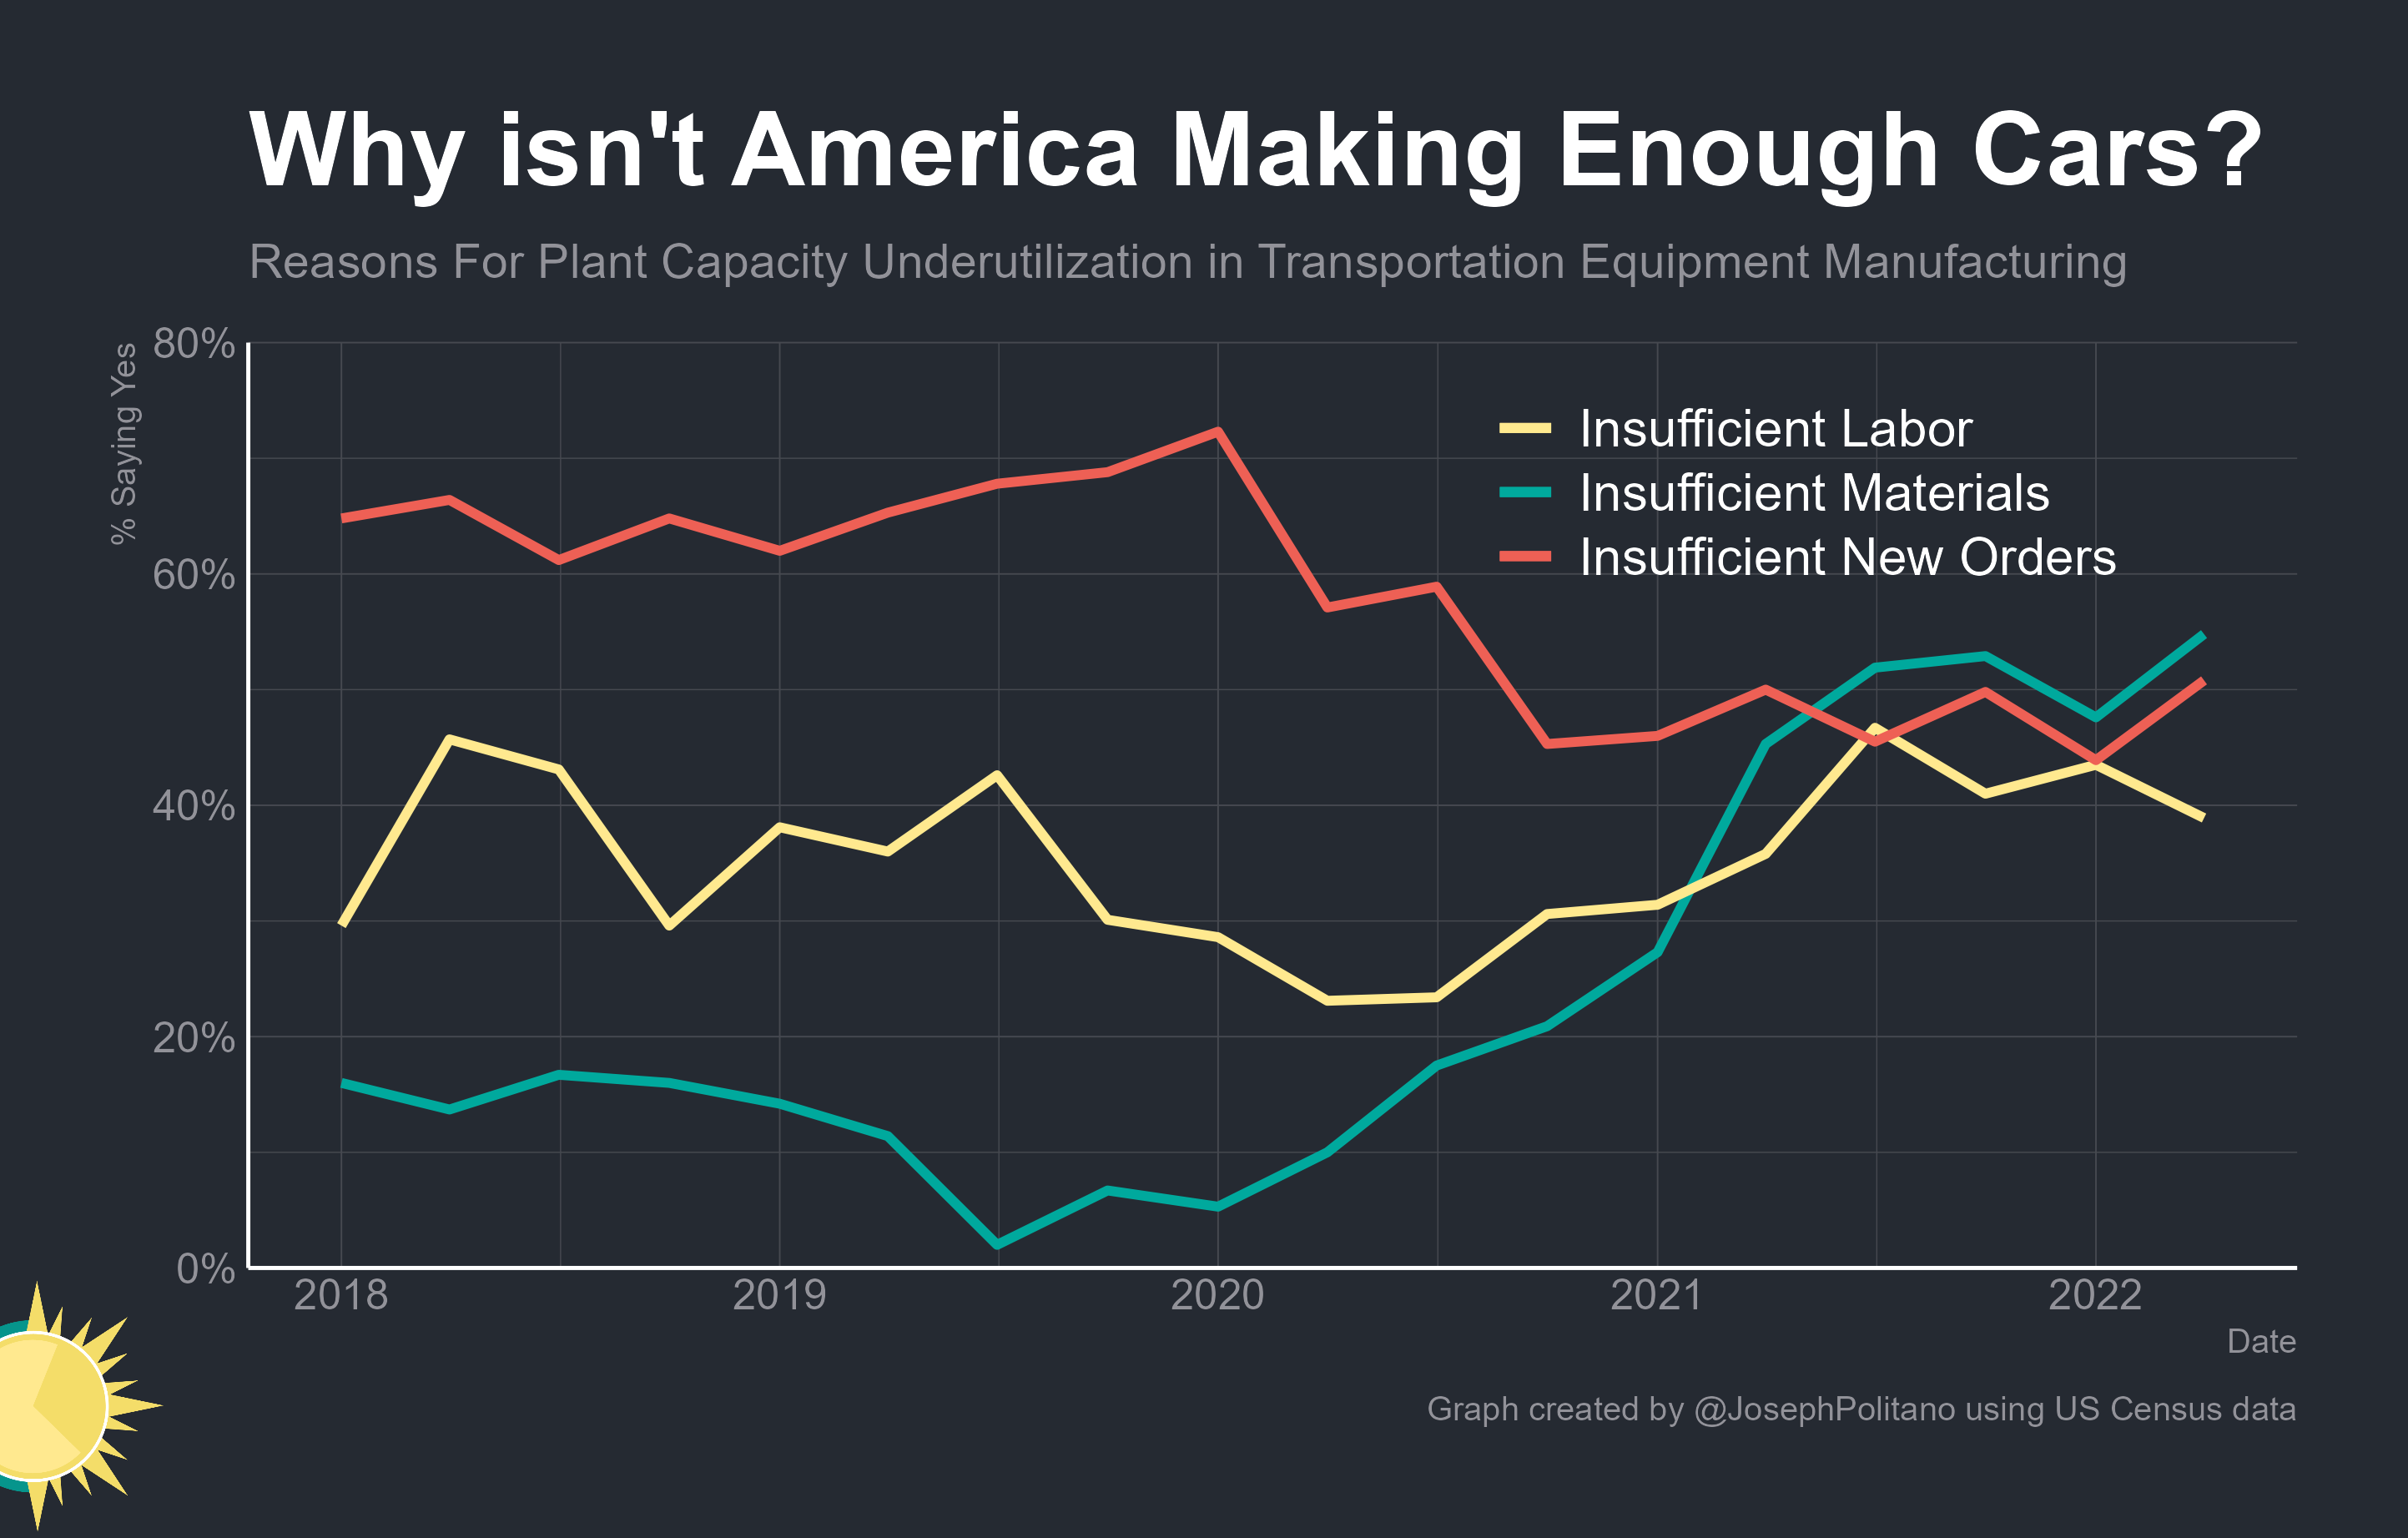 Why isn't America Making Enough Cars?
Reasons For Plant Capacity Underutilization in Transportation Equipment Manufacturing
% Saying Yes
80%
60%
40%
20%
0%
Insufficient Labor
Insufficient Materials
Insufficient New Orders
2018 2019 2020 2021 2022
Date
Graph created by @JosephPolitano using US Census data